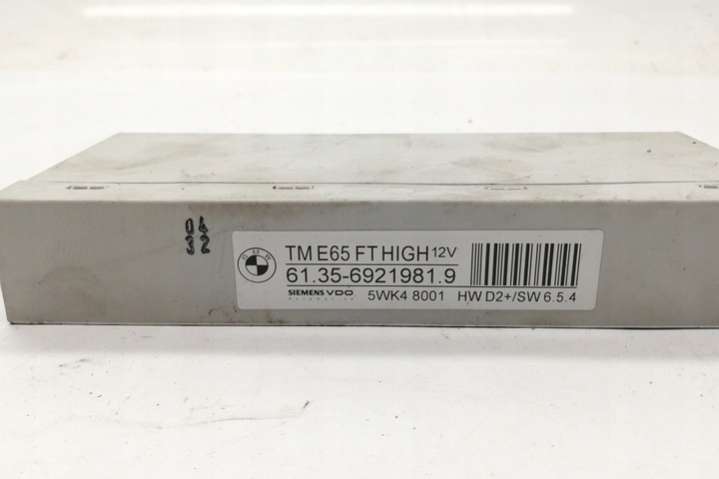 04
32
BMW
TM E65 FT HIGH 12V
61.35-6921981.9
SIEMENS VDO
5WK4 8001 HW D2+/SW 6.5.4